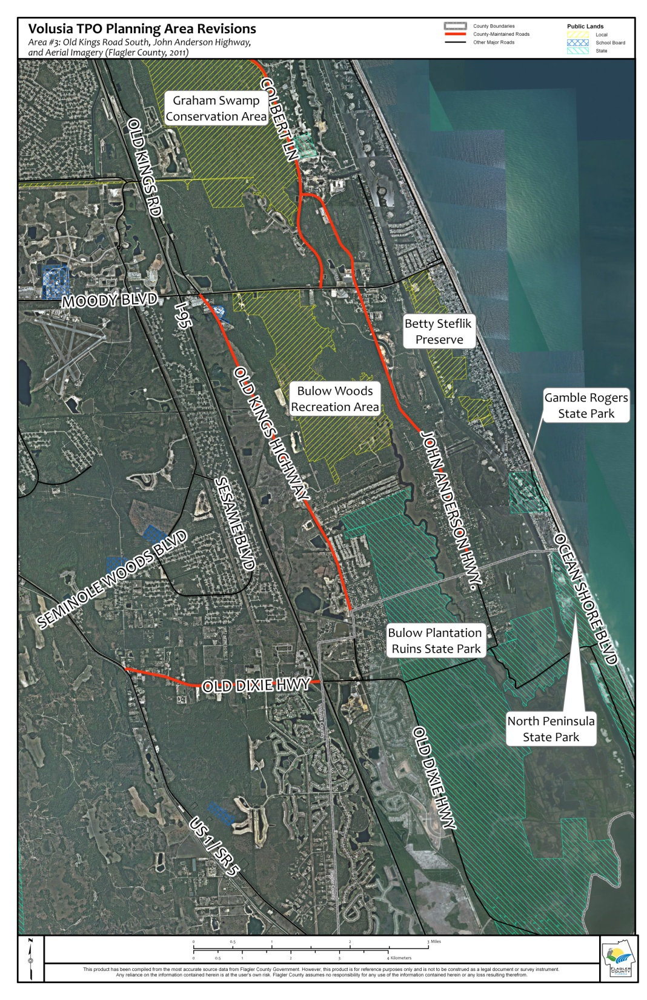 Volusia TPO Planning Area Revisions
Area #3: Old Kings Road South, John Anderson Highway,
and Aerial Imagery (Flagler County, 2011)
County Boundaries
County-Maintained Roads
Other Major Roads
Public Lands
Local
School Board
State
Graham Swamp
Conservation Area
COLBERT LN
OLD KINGS RD
MOODY BLVD
I-95
Betty Steflik
Preserve
OLD KINGS HIGHWAY
Bulow Woods
Recreation Area
Gamble Rogers
State Park
JOHN ANDERSON HWY.
SESAME BLVD
SEMINOLE WOODS BLVD
OCEAN SHORE BLVD
Bulow Plantation
Ruins State Park
OLD DIXIE HWY
Volusia County
North Peninsula
State Park
OLD DIXIE HWY
US 1 / SR 5
Flagler County
N
0 0.5 1 2 3 Miles
0 0.5 1 2 3 4 Kilometers
This product has been compiled from the most accurate source data from Flagler County Government. However, this product is for reference purposes only and is not to be construed as a legal document or survey instrument.
Any reliance on the information contained herein is at the user's own risk. Flagler County assumes no responsibility for any use of the information contained herein or any loss resulting therefrom.
FLAGLER
COUNTY
FLORIDA